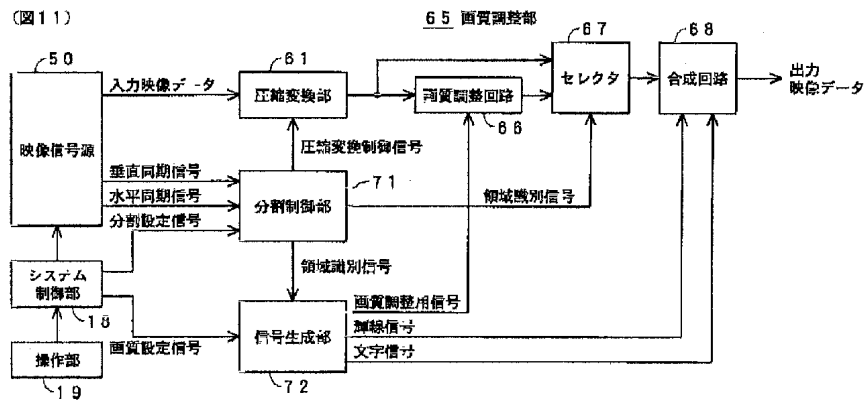 (図11)
65 画質調整部
50
61
67
68
入力映像データ
圧縮変換部
画質調整回路
66
セレクタ
合成回路
出力
映像データ
映像信号源
圧縮変換制御信号
垂直同期信号
水平同期信号
分割設定信号
71
分割制御部
領域識別信号
領域識別信号
システム
制御部
18
画質調整用信号
輝線信号
文字信号
信号生成部
72
画質設定信号
操作部
19